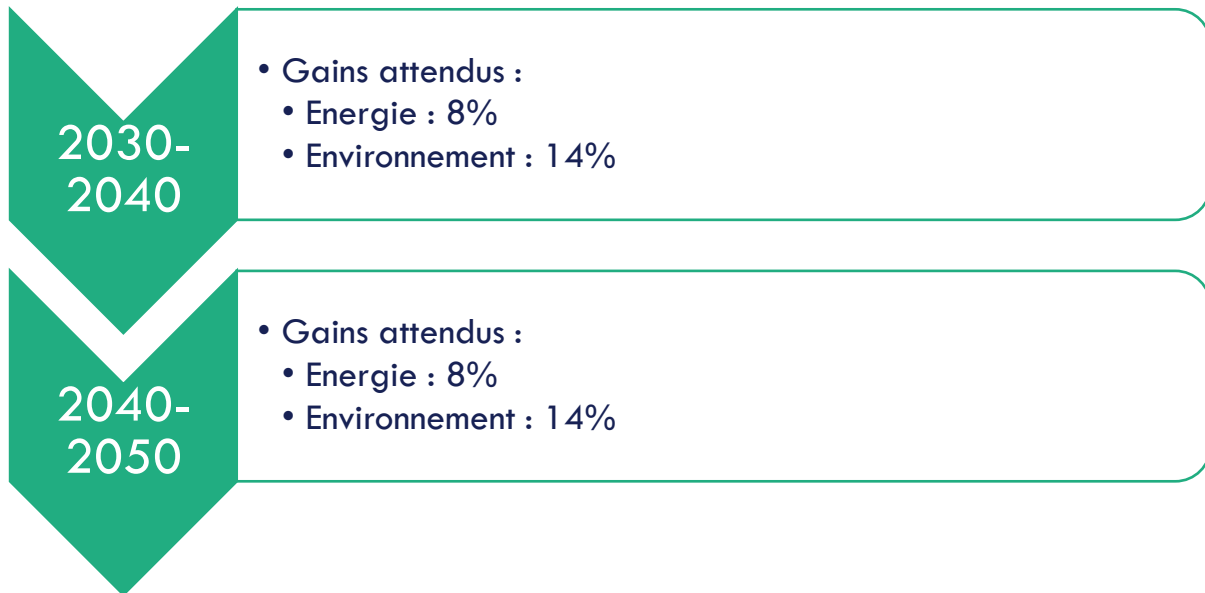 2030-
2040
• Gains attendus :
• Energie : 8%
• Environnement : 14%
2040-
2050
• Gains attendus :
• Energie : 8%
• Environnement : 14%